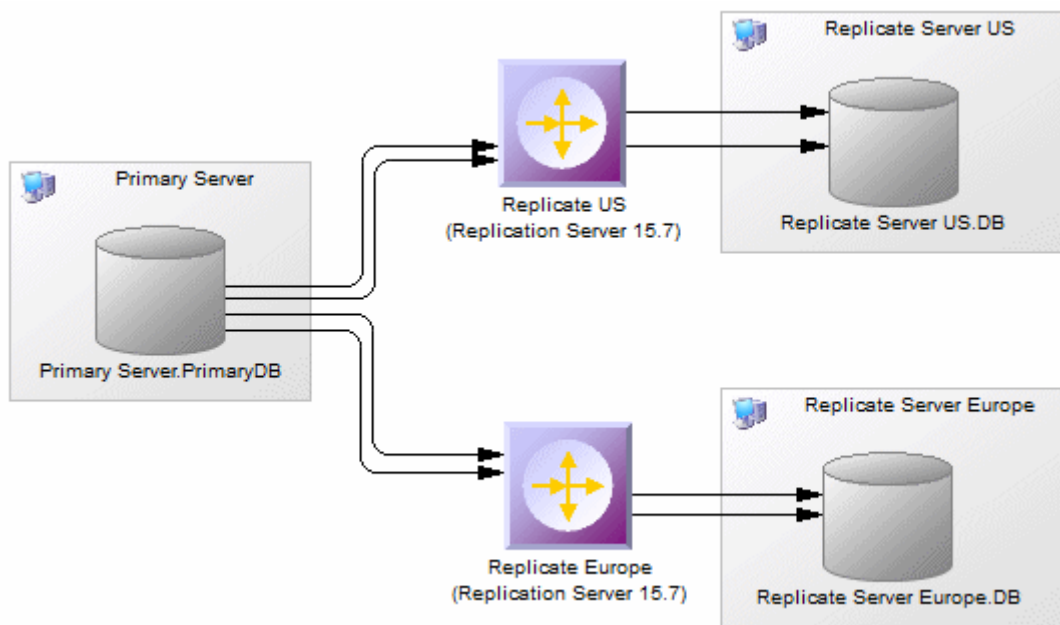 Primary Server
Primary Server.PrimaryDB
Replicate US
(Replication Server 15.7)
Replicate Server US
Replicate Server US.DB
Replicate Europe
(Replication Server 15.7)
Replicate Server Europe
Replicate Server Europe.DB